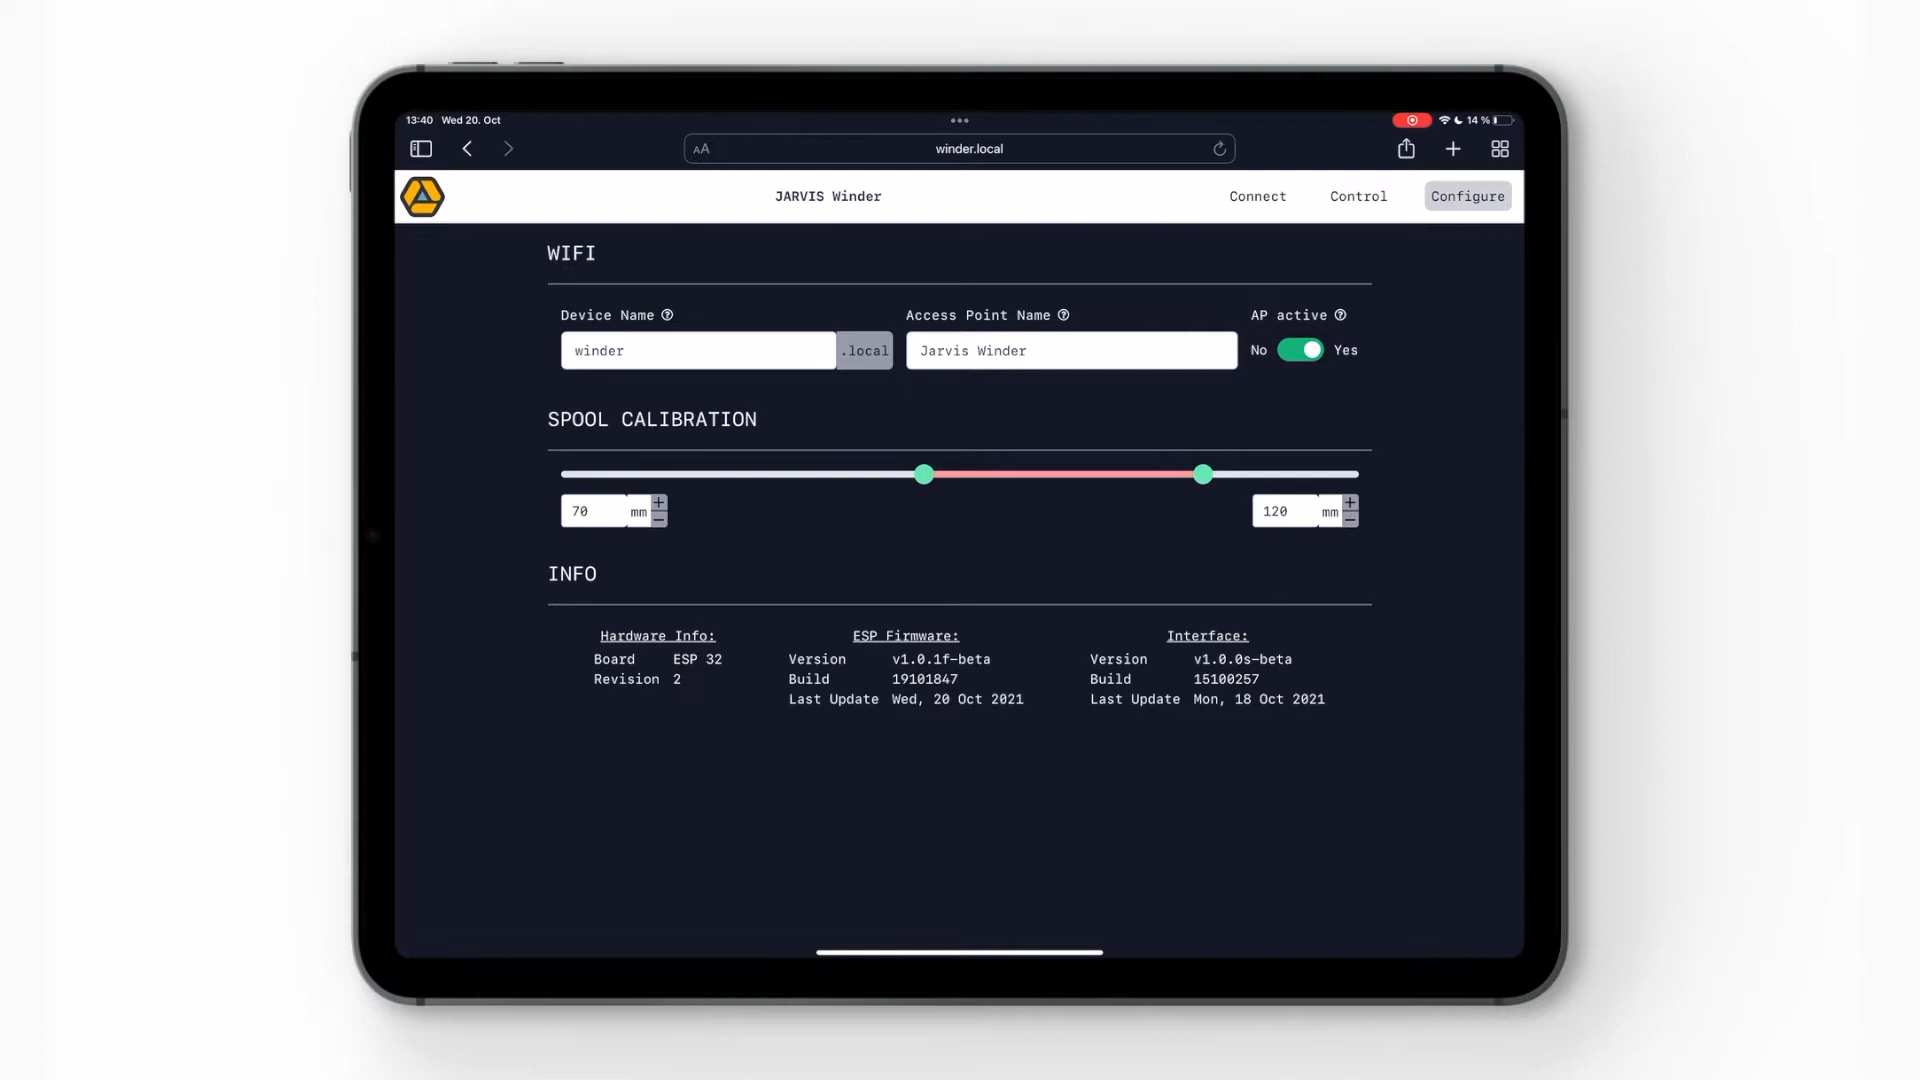 13:40 Wed 20. Oct
14 %
AA winder.local
JARVIS Winder Connect Control Configure
WIFI
Device Name Access Point Name AP active
winder .local Jarvis Winder No Yes
SPOOL CALIBRATION
70 mm + − 120 mm + −
INFO
Hardware Info: ESP Firmware: Interface:
Board ESP 32 Version v1.0.1f-beta Version v1.0.0s-beta
Revision 2 Build 19101847 Build 15100257
Last Update Wed, 20 Oct 2021 Last Update Mon, 18 Oct 2021